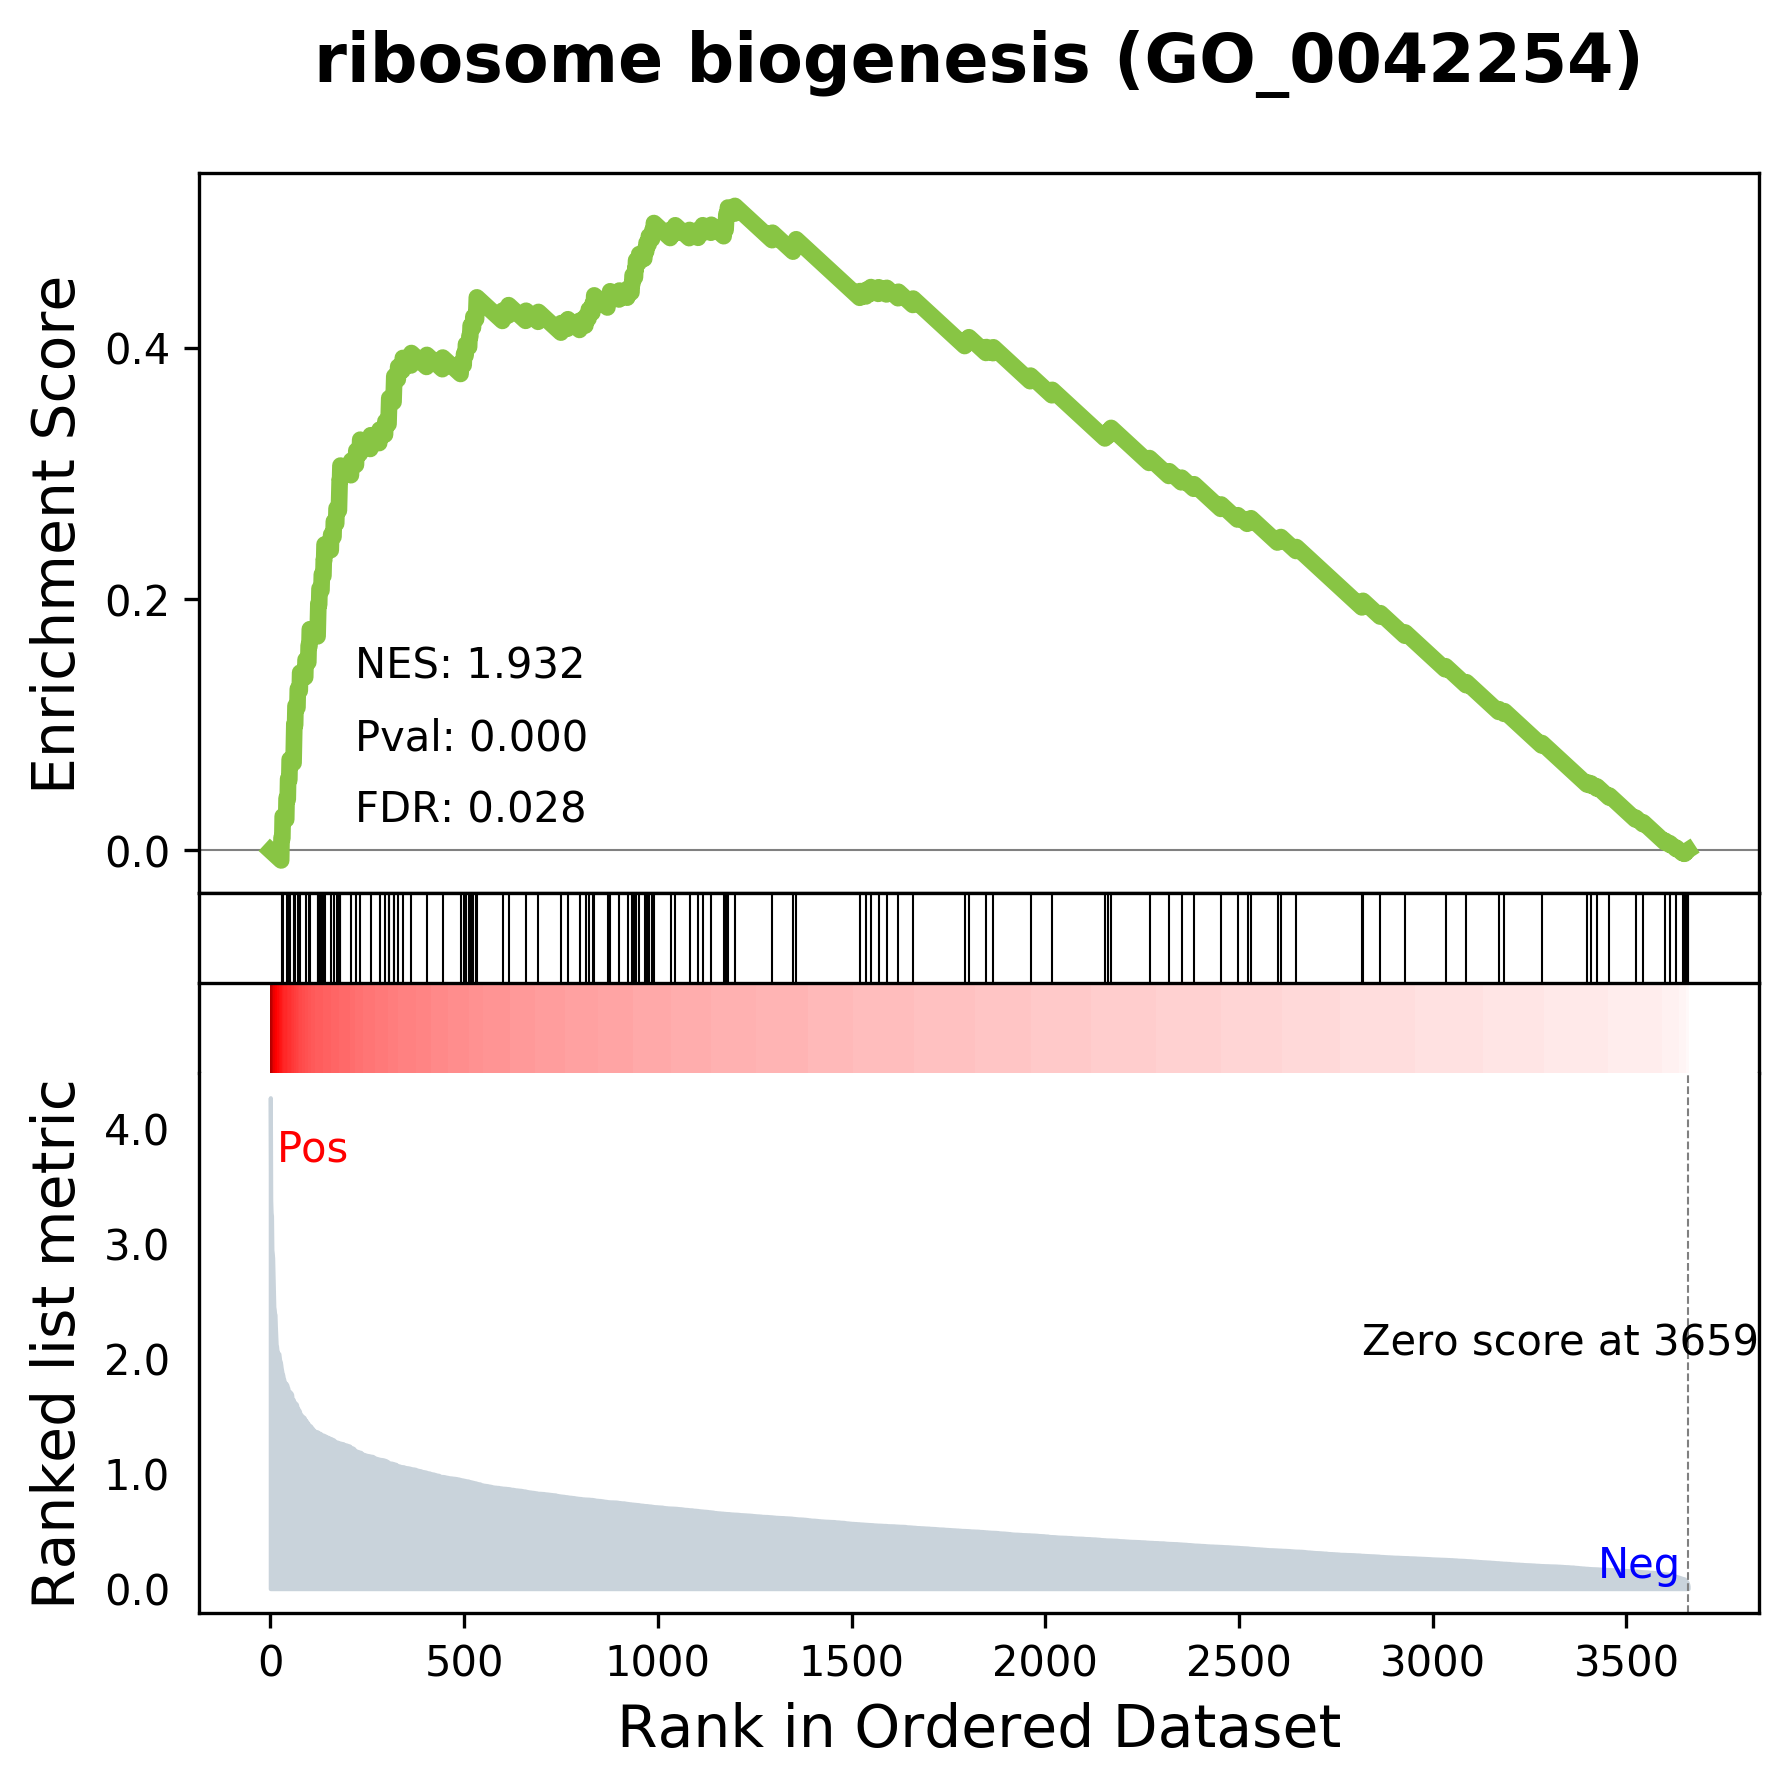 ribosome biogenesis (GO_0042254)
Enrichment Score
0.4
0.2
0.0
NES: 1.932
Pval: 0.000
FDR: 0.028
Ranked list metric
4.0
3.0
2.0
1.0
0.0
Pos
Zero score at 3659
Neg
0 500 1000 1500 2000 2500 3000 3500
Rank in Ordered Dataset